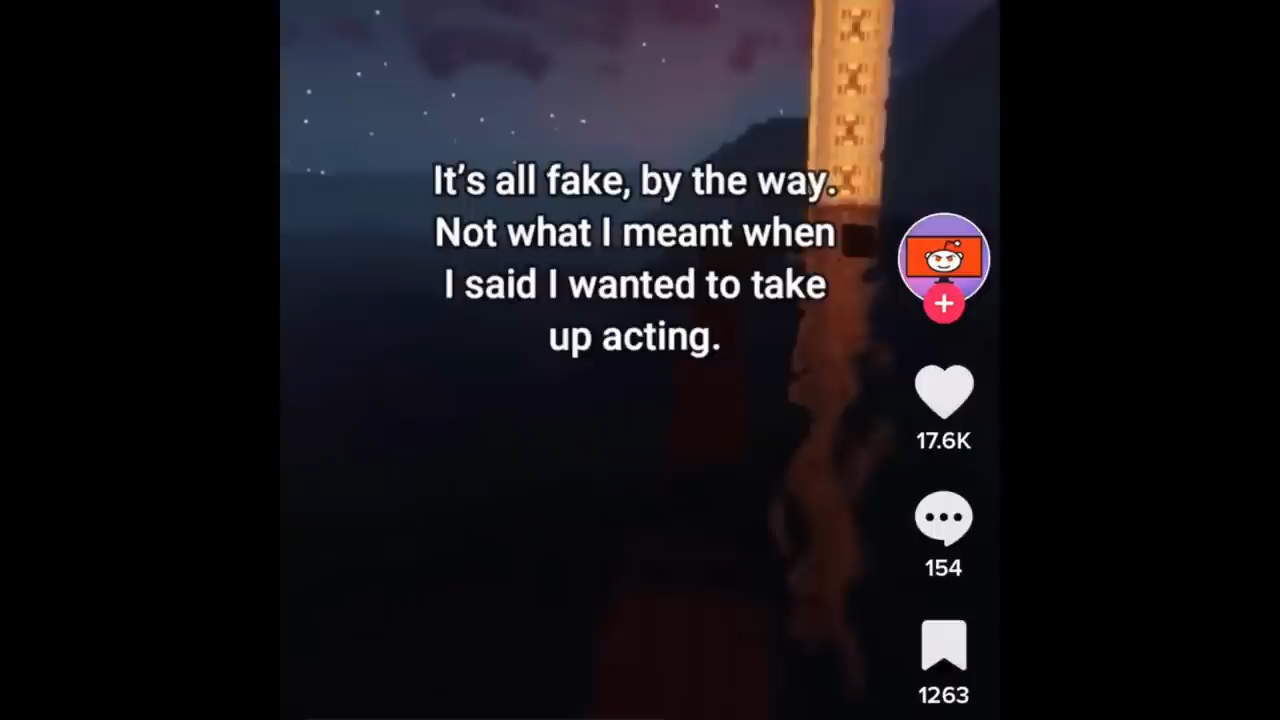 It’s all fake, by the way.
Not what I meant when
I said I wanted to take
up acting.
17.6K
154
1263